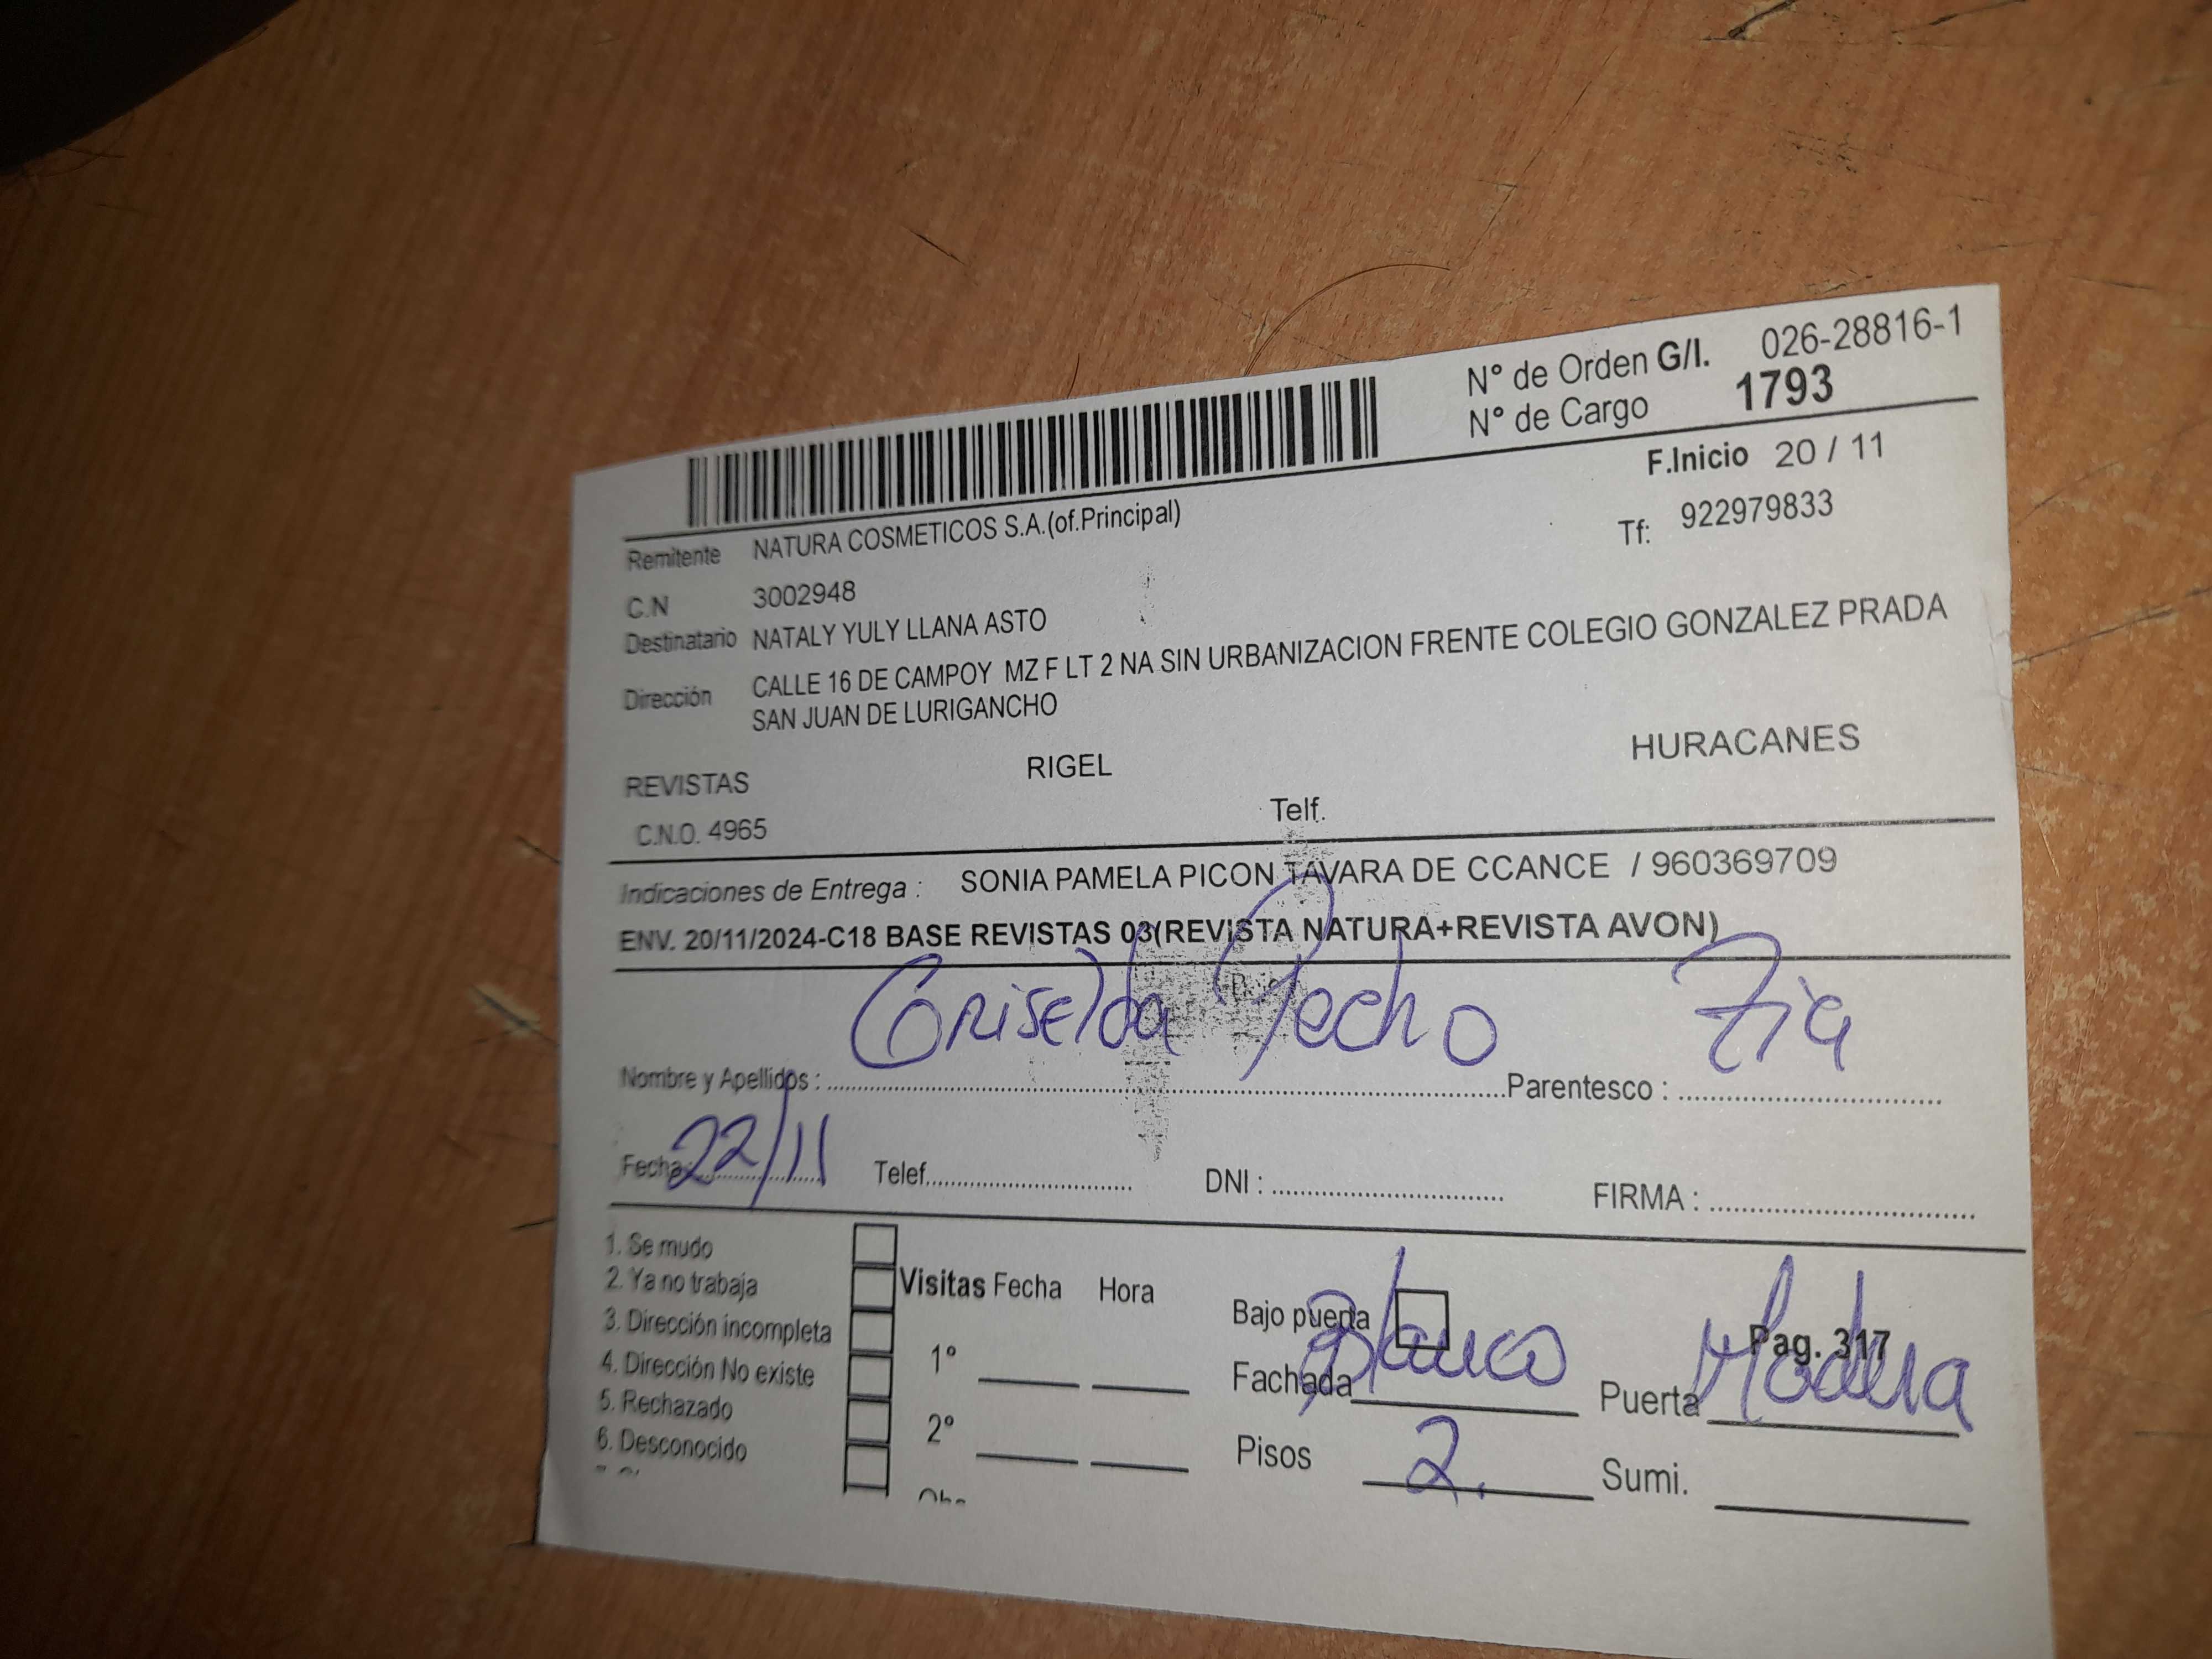 N° de Orden G/I. 026-28816-1
N° de Cargo 1793
F.Inicio 20 / 11
Remitente NATURA COSMETICOS S.A.(of.Principal)
Tf: 922979833
C.N 3002948
Destinatario NATALY YULY LLANA ASTO
Dirección CALLE 16 DE CAMPOY MZ F LT 2 NA SIN URBANIZACION FRENTE COLEGIO GONZALEZ PRADA
SAN JUAN DE LURIGANCHO
REVISTAS RIGEL HURACANES
C.N.O. 4965 Telf.
Indicaciones de Entrega : SONIA PAMELA PICON TAVARA DE CCANCE / 960369709
ENV. 20/11/2024-C18 BASE REVISTAS 03(REVISTA NATURA+REVISTA AVON)
Griselda Pecho Tia
Nombre y Apellidos : Parentesco :
Fecha: 22/11 Telef. DNI : FIRMA :
1. Se mudo
2. Ya no trabaja
3. Dirección incompleta
4. Dirección No existe
5. Rechazado
6. Desconocido
Visitas Fecha Hora
1°
2°
Bajo puerta
Pag. 317
Fachada Blanco Puerta Madera
Pisos 2. Sumi.